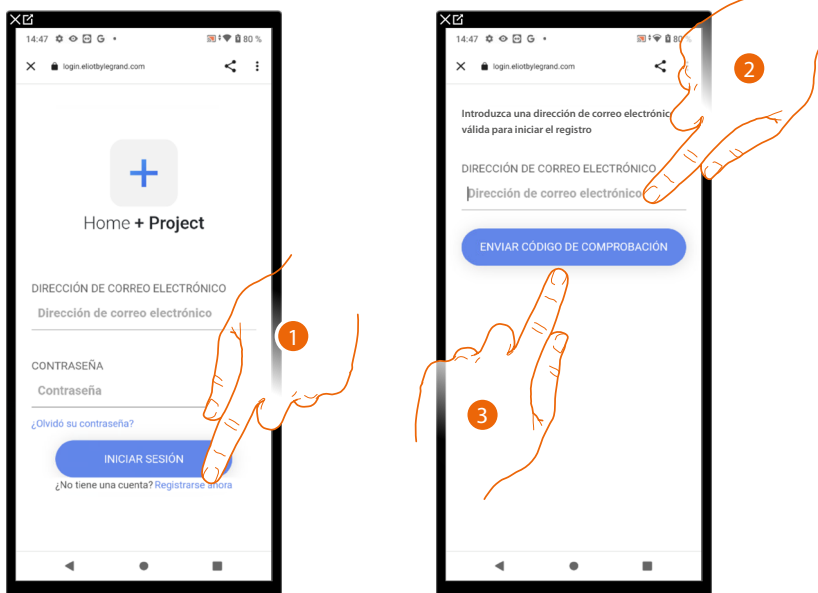 14:47 G 80 %
login.eliotbylegrand.com
Home + Project
DIRECCIÓN DE CORREO ELECTRÓNICO
Dirección de correo electrónico
CONTRASEÑA
Contraseña
¿Olvidó su contraseña?
INICIAR SESIÓN
¿No tiene una cuenta? Registrarse ahora
1
14:47 G 80
login.eliotbylegrand.com
Introduzca una dirección de correo electrónic
válida para iniciar el registro
DIRECCIÓN DE CORREO ELECTRÓNICO
Dirección de correo electrónico
ENVIAR CÓDIGO DE COMPROBACIÓN
2
3